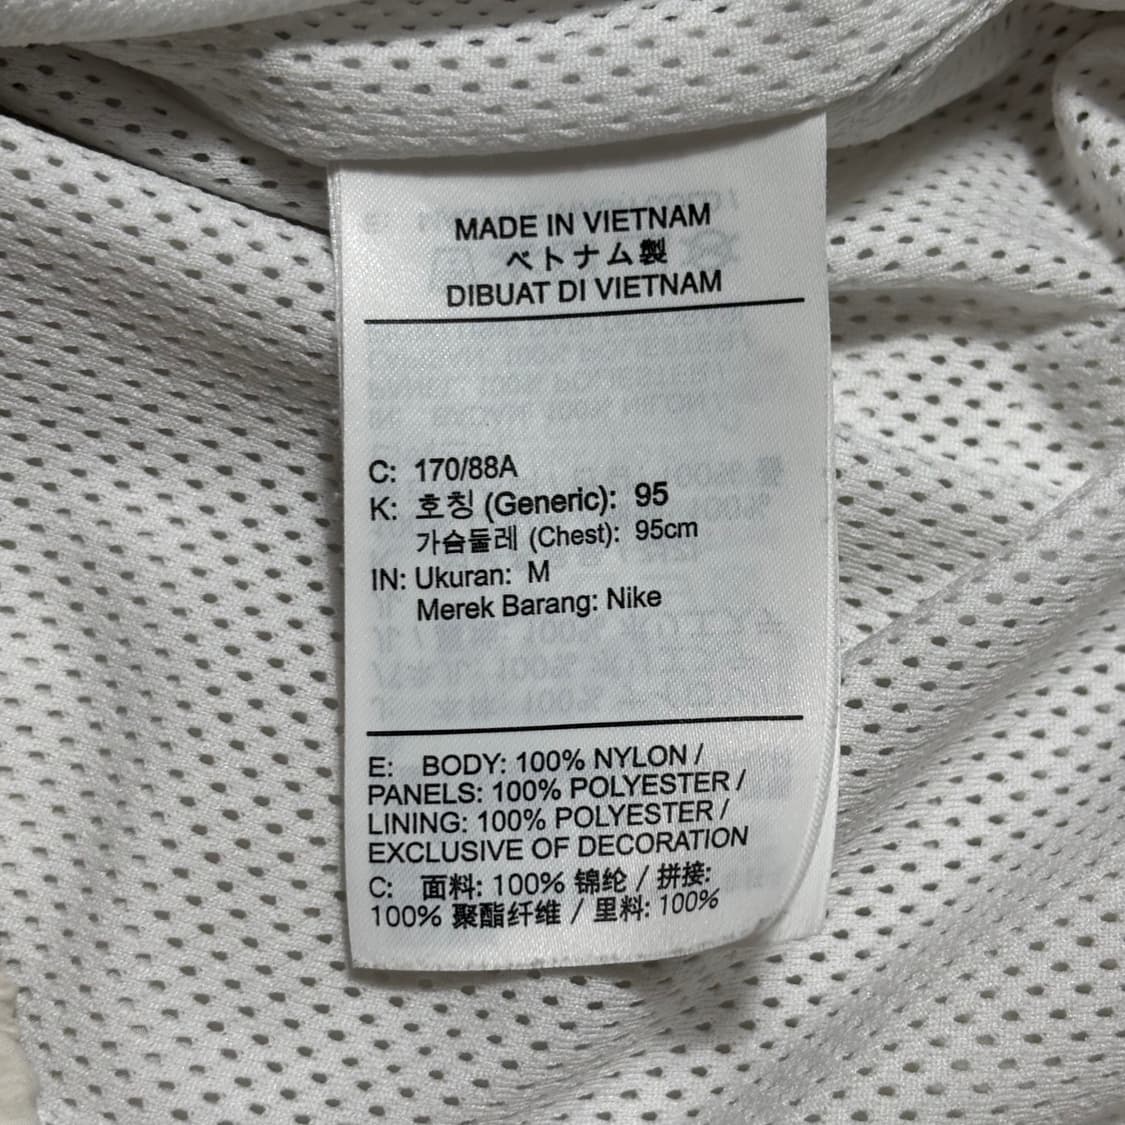 MADE IN VIETNAM
ベトナム製
DIBUAT DI VIETNAM
C: 170/88A
K: 호칭 (Generic): 95
가슴둘레 (Chest): 95cm
IN: Ukuran: M
Merek Barang: Nike
E: BODY: 100% NYLON /
PANELS: 100% POLYESTER /
LINING: 100% POLYESTER /
EXCLUSIVE OF DECORATION
C: 面料: 100% 锦纶 / 拼接:
100% 聚酯纤维 / 里料: 100%